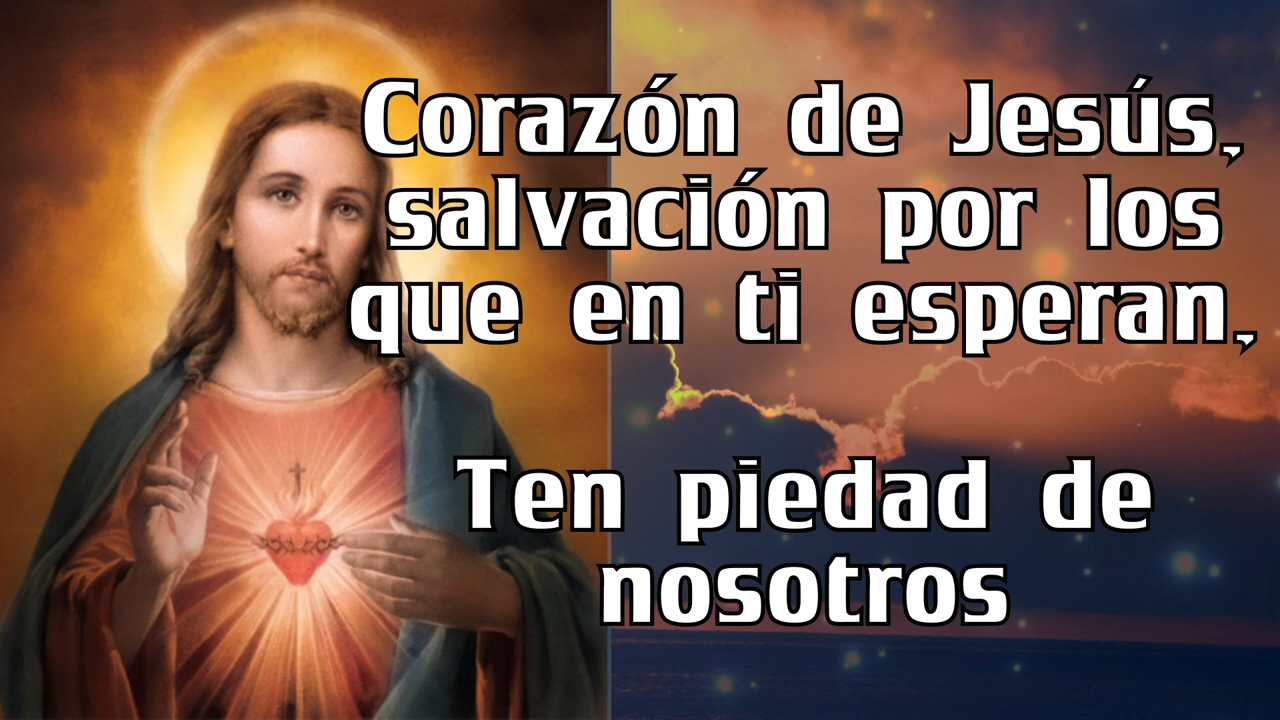 Corazón de Jesús,
salvación por los
que en ti esperan,
Ten piedad de
nosotros